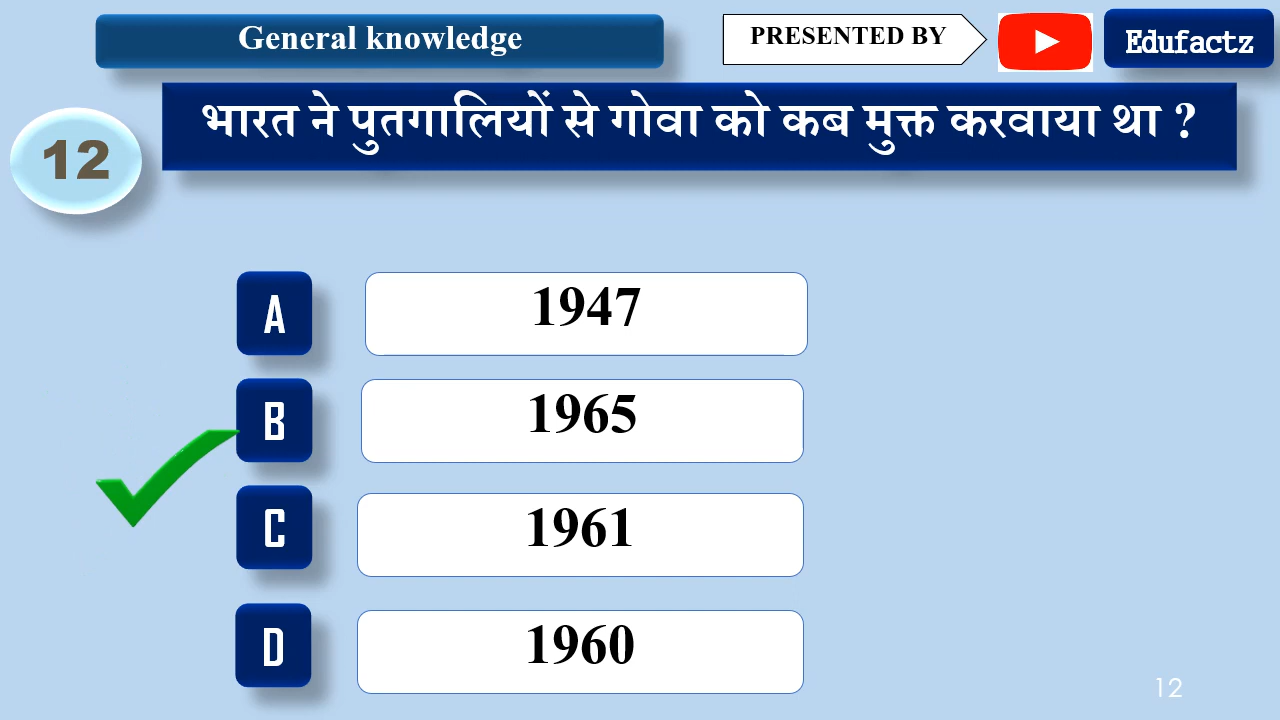 General knowledge
PRESENTED BY
Edufactz
12
भारत ने पुतगालियों से गोवा को कब मुक्त करवाया था ?
A
1947
B
1965
C
1961
D
1960
12